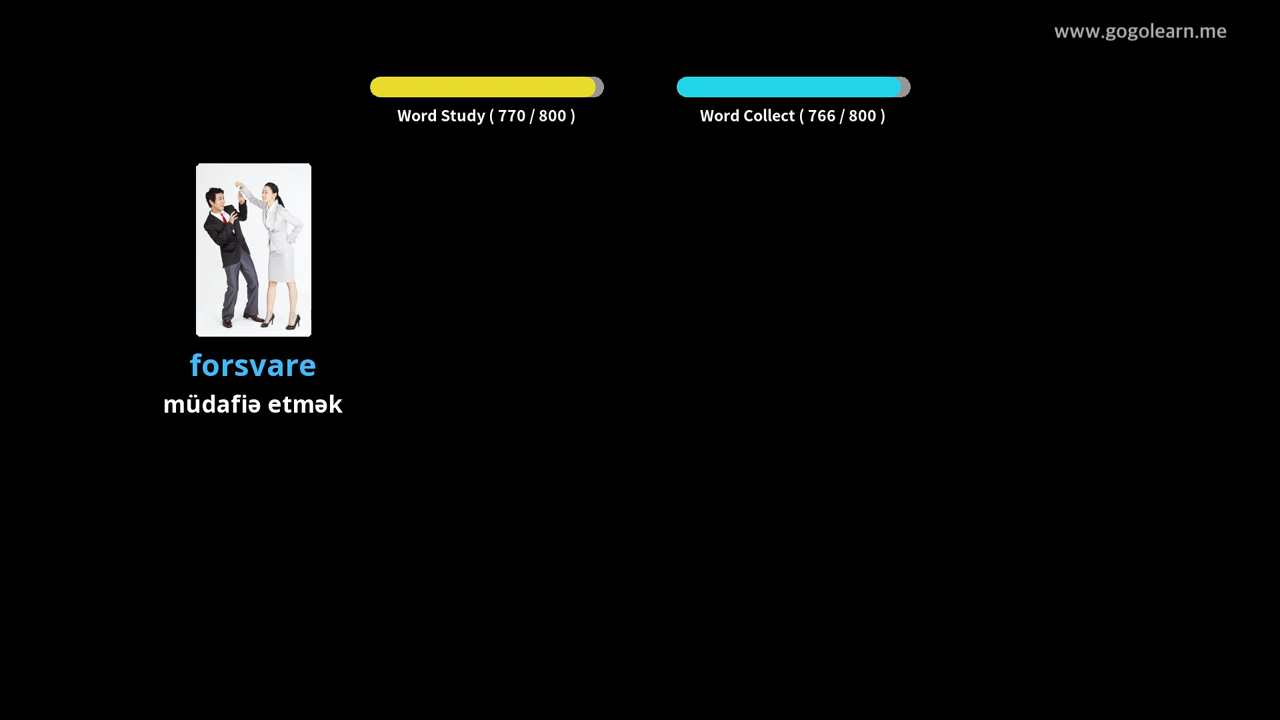 www.gogolearn.me
Word Study ( 770 / 800 )
Word Collect ( 766 / 800 )
forsvare
müdafiə etmək